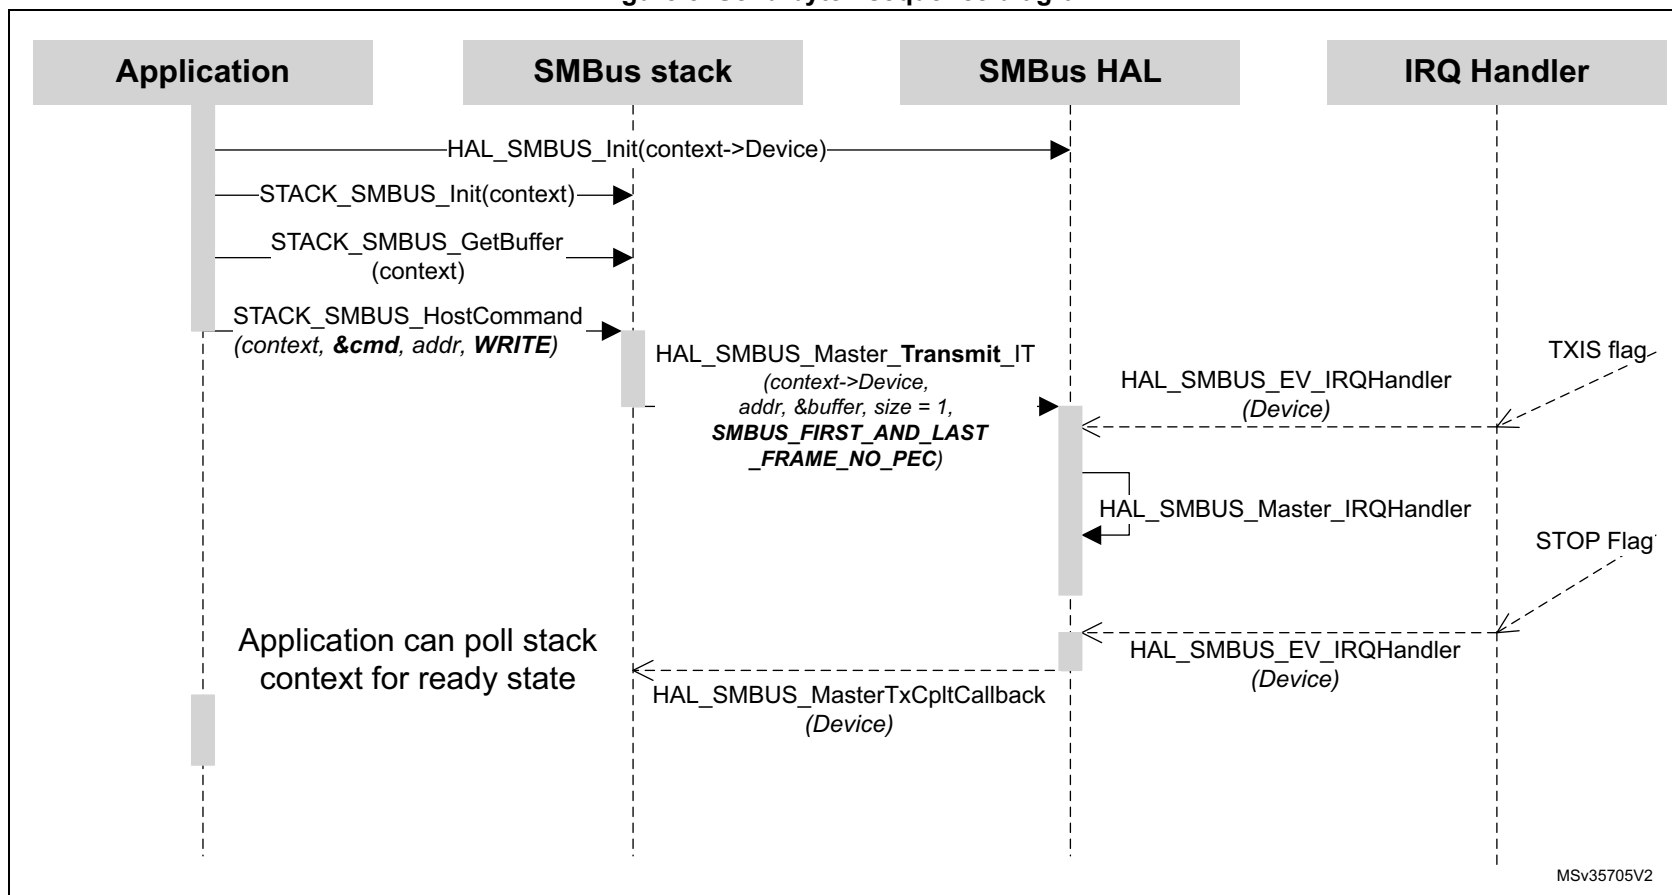 Application
SMBus stack
SMBus HAL
IRQ Handler
HAL_SMBUS_Init(context->Device)
STACK_SMBUS_Init(context)
STACK_SMBUS_GetBuffer
(context)
STACK_SMBUS_HostCommand
(context, &cmd, addr, WRITE)
HAL_SMBUS_Master_Transmit_IT
(context->Device,
addr, &buffer, size = 1,
SMBUS_FIRST_AND_LAST
_FRAME_NO_PEC)
TXIS flag
HAL_SMBUS_EV_IRQHandler
(Device)
HAL_SMBUS_Master_IRQHandler
STOP Flag
HAL_SMBUS_EV_IRQHandler
(Device)
Application can poll stack
context for ready state
HAL_SMBUS_MasterTxCpltCallback
(Device)
MSv35705V2